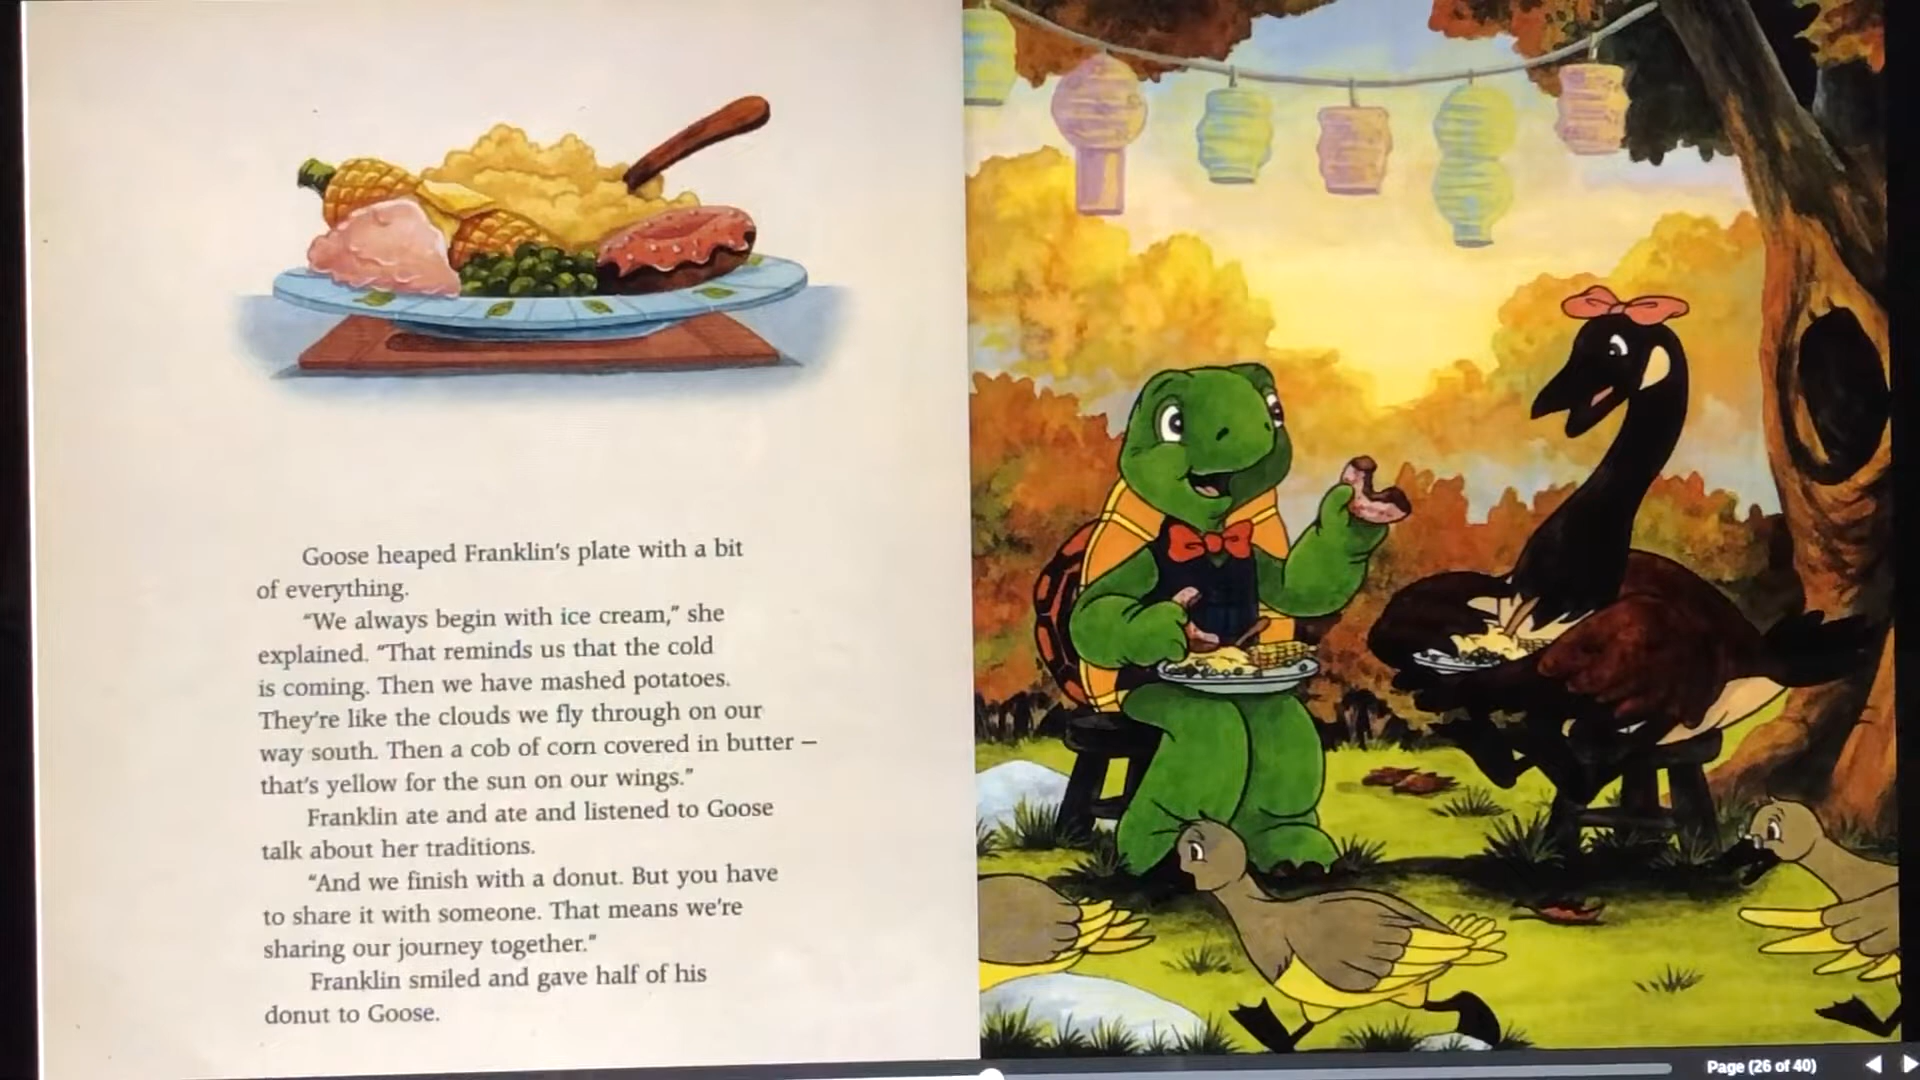 Goose heaped Franklin's plate with a bit
of everything.
"We always begin with ice cream," she
explained. "That reminds us that the cold
is coming. Then we have mashed potatoes.
They're like the clouds we fly through on our
way south. Then a cob of corn covered in butter –
that's yellow for the sun on our wings."
Franklin ate and ate and listened to Goose
talk about her traditions.
"And we finish with a donut. But you have
to share it with someone. That means we're
sharing our journey together."
Franklin smiled and gave half of his
donut to Goose.
Page (26 of 40)